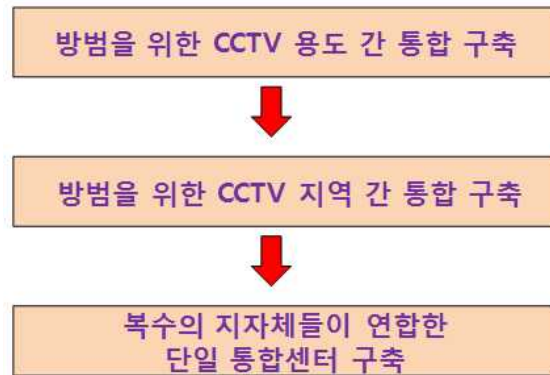 방범을 위한 CCTV 용도 간 통합 구축
방범을 위한 CCTV 지역 간 통합 구축
복수의 지자체들이 연합한
단일 통합센터 구축